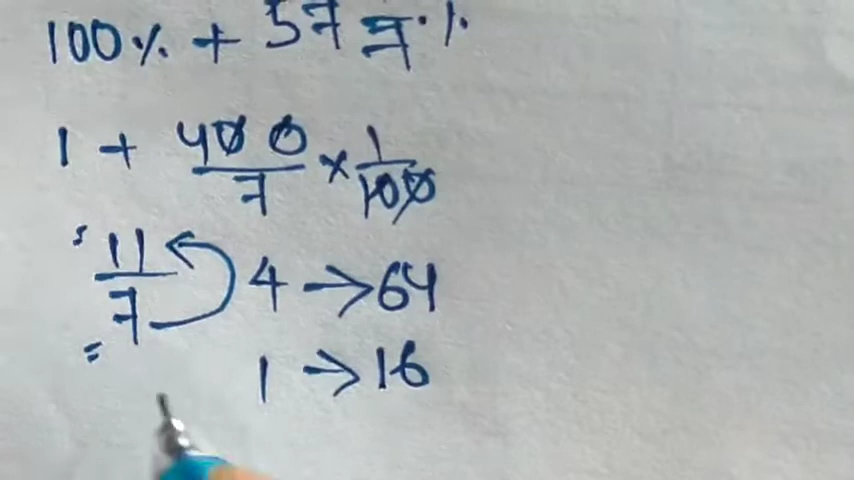 100% + 57 1/7 %
1 + 400/7 × 1/100
11/7 4 → 64
= 1 → 16